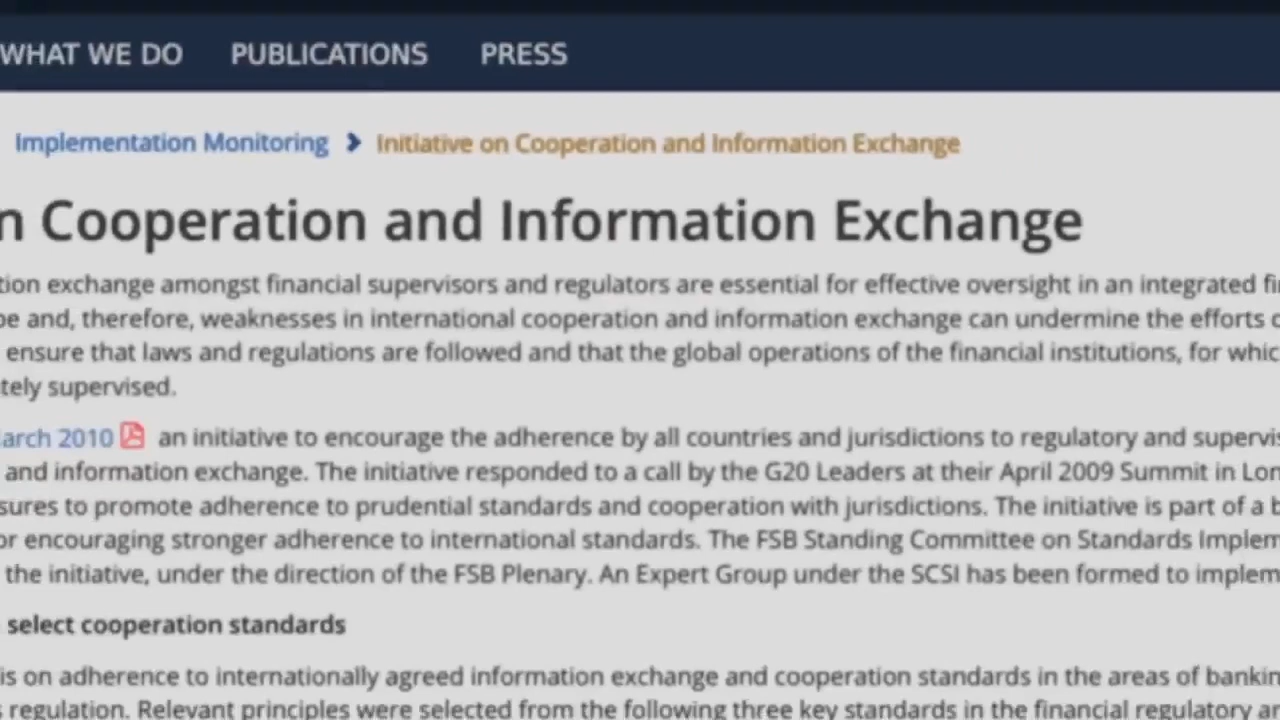 WHAT WE DO PUBLICATIONS PRESS
Implementation Monitoring Initiative on Cooperation and Information Exchange
n Cooperation and Information Exchange
tion exchange amongst financial supervisors and regulators are essential for effective oversight in an integrated fi
pe and, therefore, weaknesses in international cooperation and information exchange can undermine the efforts
ensure that laws and regulations are followed and that the global operations of the financial institutions, for whic
tely supervised.
arch 2010 an initiative to encourage the adherence by all countries and jurisdictions to regulatory and supervis
and information exchange. The initiative responded to a call by the G20 Leaders at their April 2009 Summit in Lon
sures to promote adherence to prudential standards and cooperation with jurisdictions. The initiative is part of a b
or encouraging stronger adherence to international standards. The FSB Standing Committee on Standards Implem
the initiative, under the direction of the FSB Plenary. An Expert Group under the SCSI has been formed to implem
select cooperation standards
is on adherence to internationally agreed information exchange and cooperation standards in the areas of bankin
s regulation. Relevant principles were selected from the following three key standards in the financial regulatory a